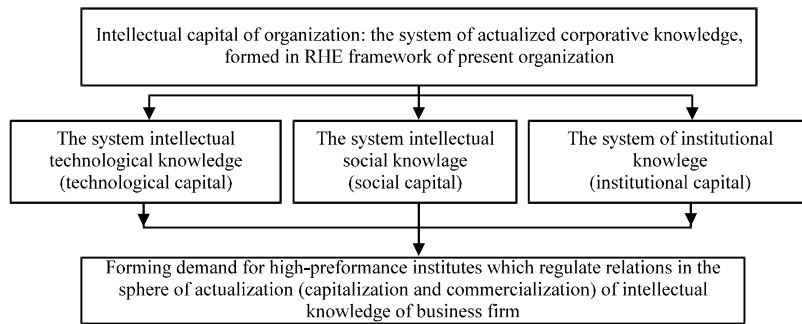 Intellectual capital of organization: the system of actualized corporative knowledge,
formed in RHE framework of present organization
The system intellectual
technological knowledge
(technological capital)
The system intellectual
social knowlage
(social capital)
The system of institutional
knowlege
(institutional capital)
Forming demand for high-preformance institutes which regulate relations in the
sphere of actualization (capitalization and commercialization) of intellectual
knowledge of business firm